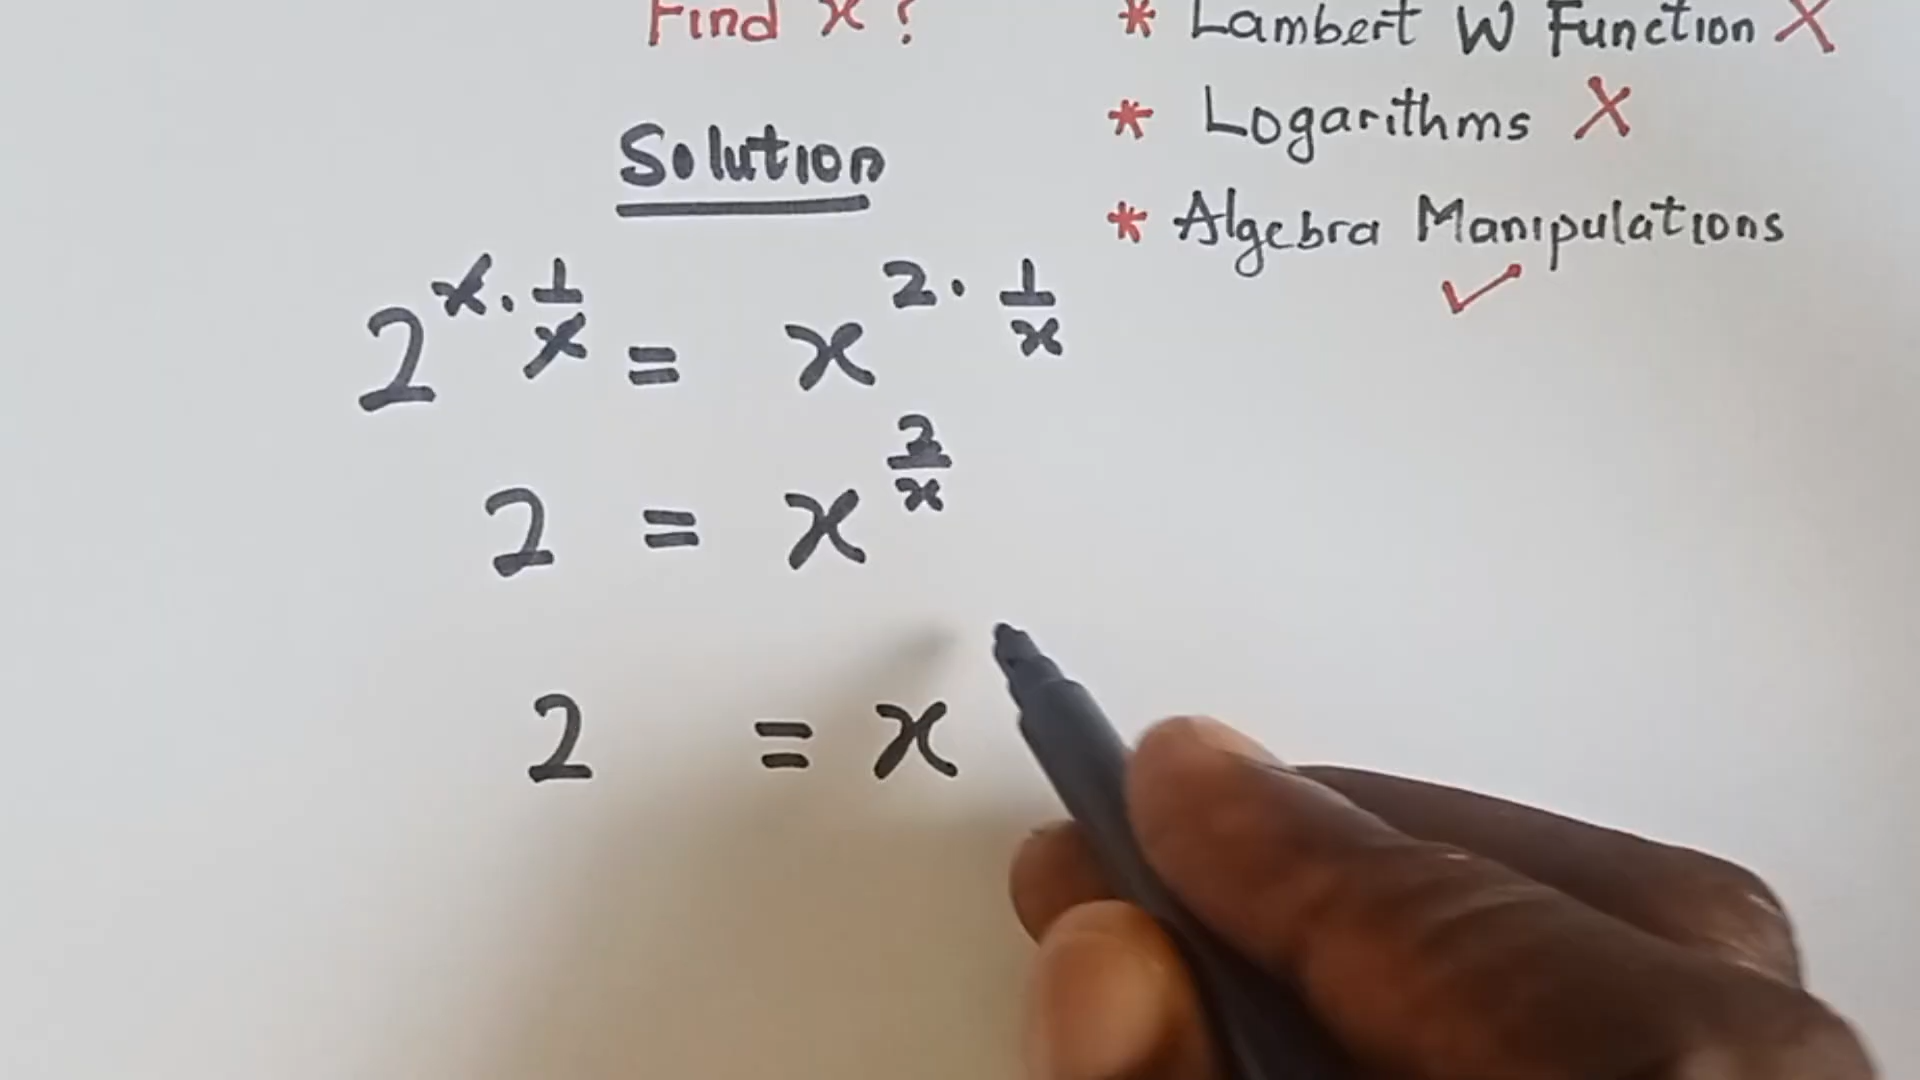 Find x ?
* Lambert W Function X
* Logarithms X
* Algebra Manipulations ✓
Solution
2^{x · 1/x} = x^{2 · 1/x}
2 = x^{2/x}
2 = x